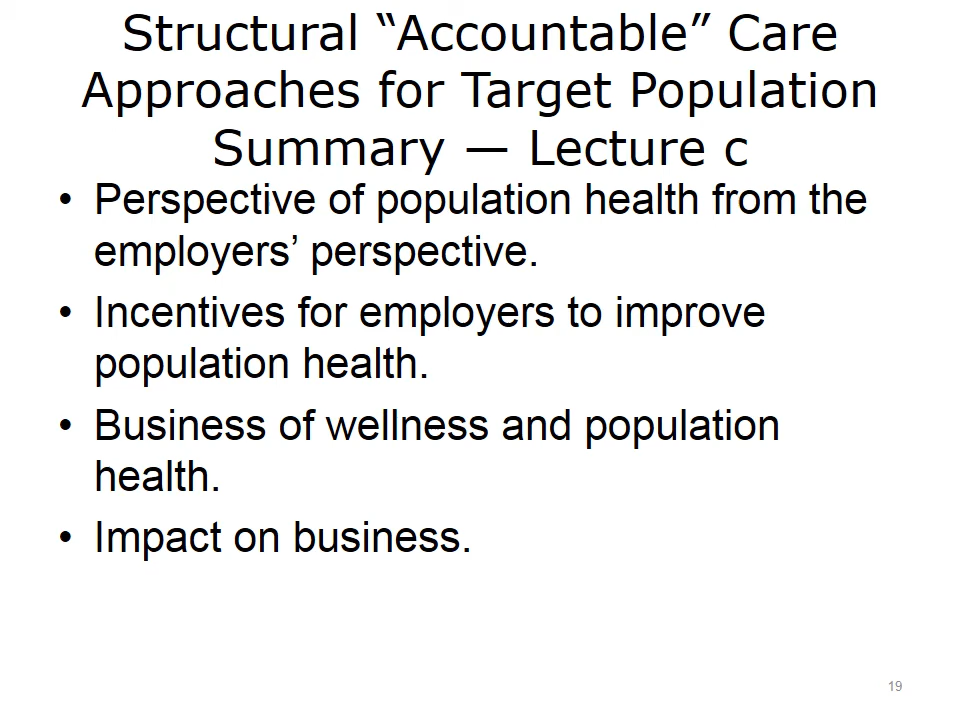 Structural “Accountable” Care
Approaches for Target Population
Summary — Lecture c
• Perspective of population health from the
employers’ perspective.
• Incentives for employers to improve
population health.
• Business of wellness and population
health.
• Impact on business.
19